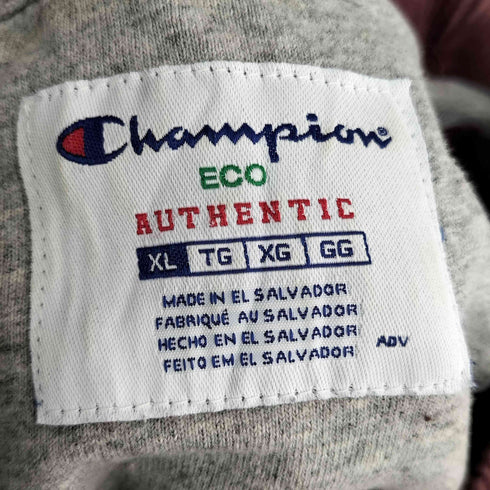 Champion®
ECO
AUTHENTIC
XL TG XG GG
MADE IN EL SALVADOR
FABRIQUÉ AU SALVADOR
HECHO EN EL SALVADOR
FEITO EM EL SALVADOR ADV